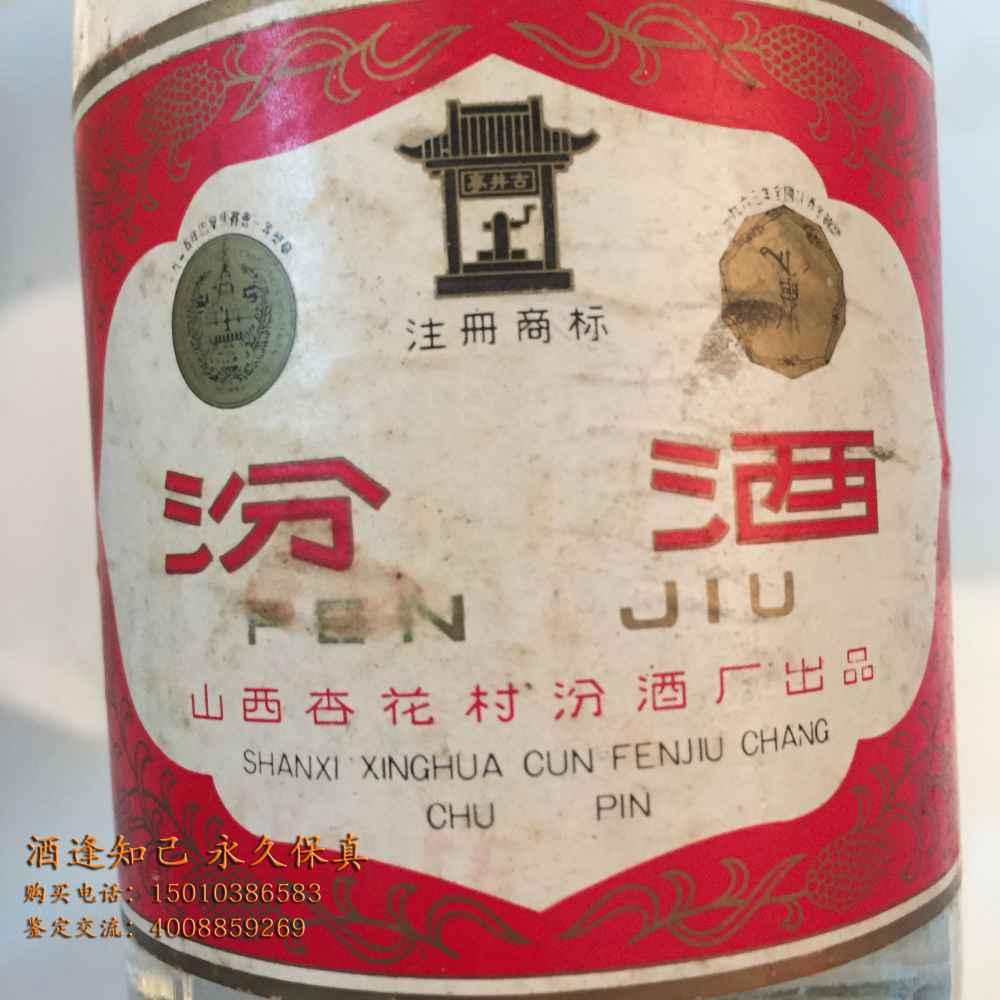 亭井古
注册商标
汾酒
FEN JIU
山西杏花村汾酒厂出品
SHANXI XINGHUA CUN FENJIU CHANG
CHU PIN
酒逢知己 永久保真
购买电话：15010386583
鉴定交流：4008859269